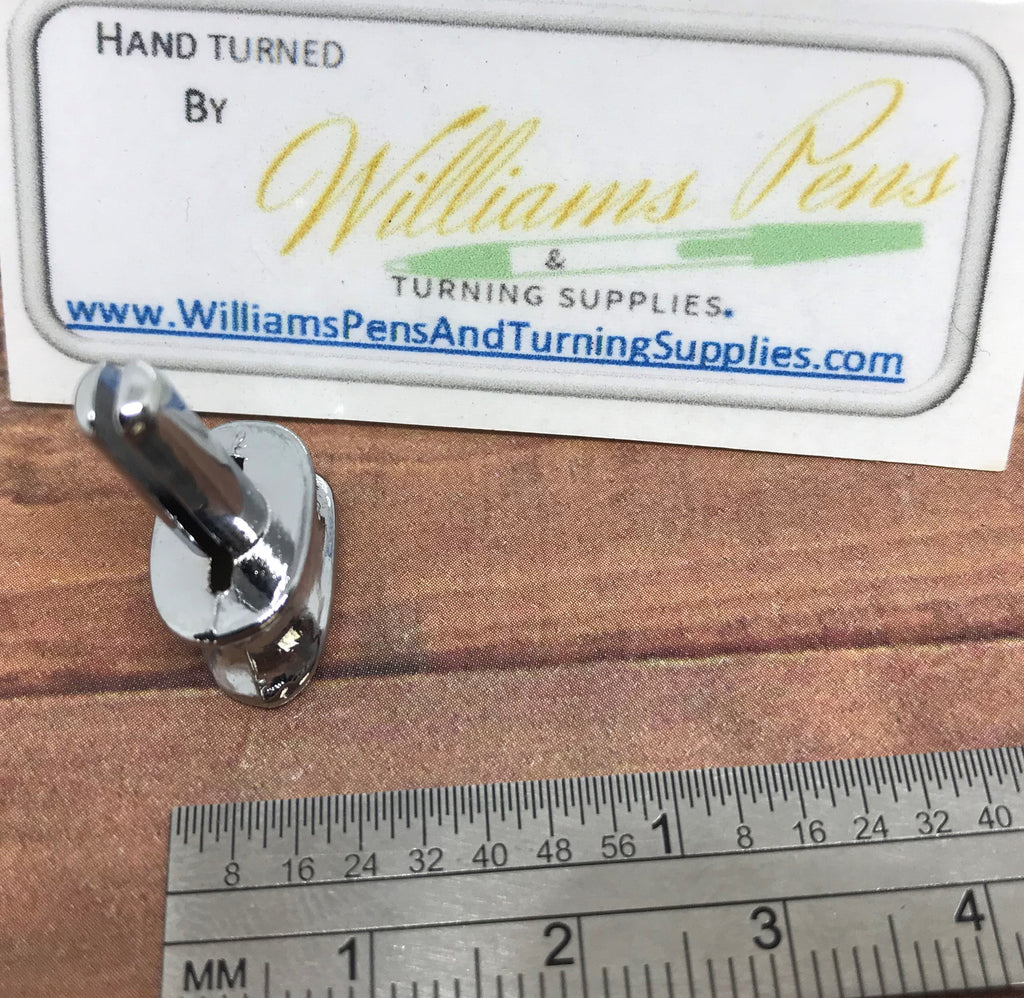 HAND TURNED
BY
Williams Pens
&
TURNING SUPPLIES.
www.WilliamsPensAndTurningSupplies.com
8 16 24 32 40 48 56 1 8 16 24 32 40
MM 1 2 3 4